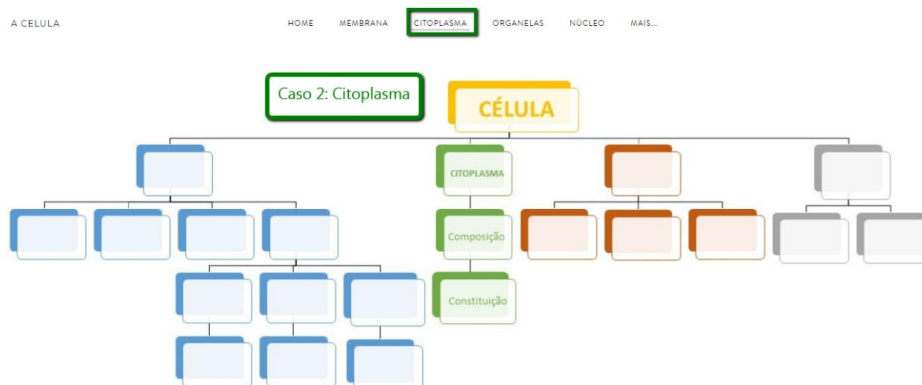 A CELULA
HOME MEMBRANA CITOPLASMA ORGANELAS NÚCLEO MAIS...
Caso 2: Citoplasma
CÉLULA
CITOPLASMA
Composição
Constituição